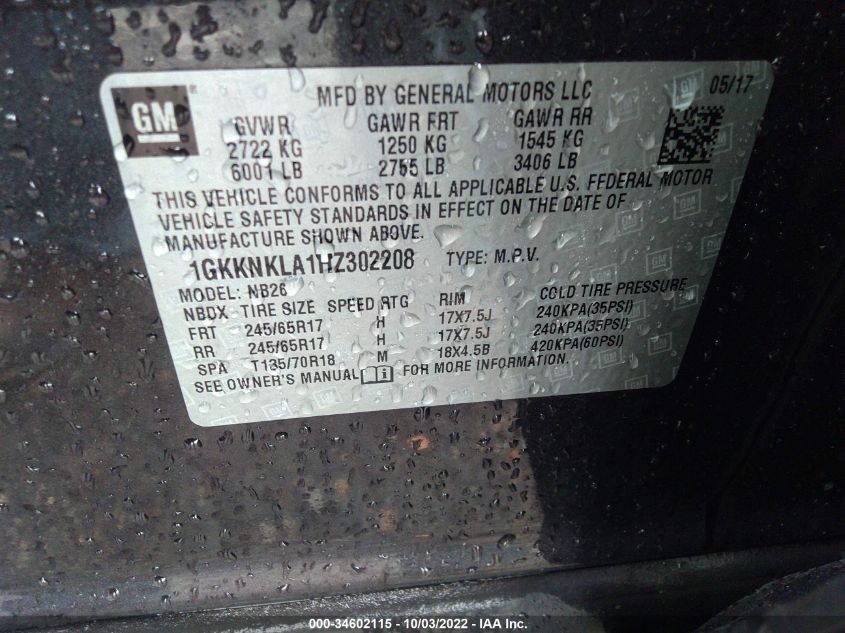 GM ® MFD BY GENERAL MOTORS LLC 05/17
GVWR GAWR FRT GAWR RR
2722 KG 1250 KG 1545 KG
6001 LB 2755 LB 3406 LB
THIS VEHICLE CONFORMS TO ALL APPLICABLE U.S. FEDERAL MOTOR
VEHICLE SAFETY STANDARDS IN EFFECT ON THE DATE OF
MANUFACTURE SHOWN ABOVE.
1GKKNKLA1HZ302208 TYPE: M.P.V.
MODEL: NB26
NBDX TIRE SIZE SPEED RTG RIM COLD TIRE PRESSURE
FRT 245/65R17 H 17X7.5J 240KPA(35PSI)
RR 245/65R17 H 17X7.5J 240KPA(35PSI)
SPA T135/70R18 M 18X4.5B 420KPA(60PSI)
SEE OWNER'S MANUAL i FOR MORE INFORMATION.
000-34602115 - 10/03/2022 - IAA Inc.